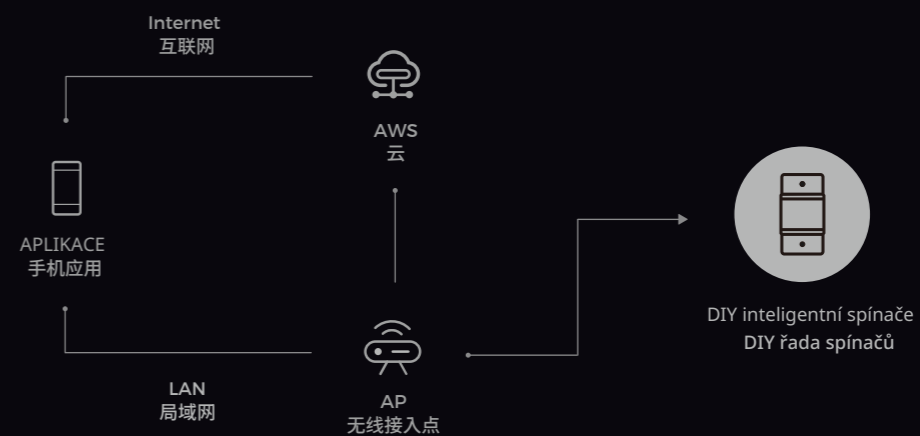 Internet
互联网
AWS
云
APLIKACE
手机应用
DIY inteligentní spínače
DIY řada spínačů
LAN
局域网
AP
无线接入点